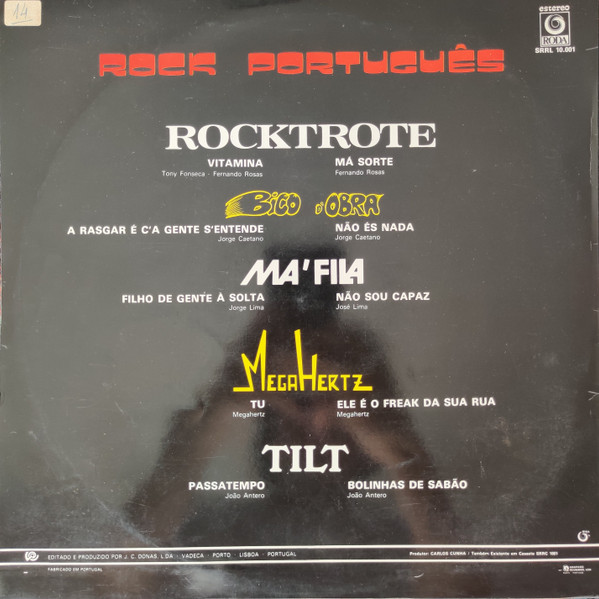 14
estereo
RODA
SRRL 10.001
ROCK PORTUGUÊS
ROCKTROTE
VITAMINA MÁ SORTE
Tony Fonseca - Fernando Rosas Fernando Rosas
BICO D'OBRA
A RASGAR É C'A GENTE S'ENTENDE NÃO ÉS NADA
Jorge Caetano Jorge Caetano
MA'FILA
FILHO DE GENTE À SOLTA NÃO SOU CAPAZ
Jorge Lima José Lima
MEGAHERTZ
TU ELE É O FREAK DA SUA RUA
Megahertz Megahertz
TILT
PASSATEMPO BOLINHAS DE SABÃO
João Antero João Antero
EDITADO E PRODUZIDO POR J. C. DONAS, LDA - VADECA - PORTO, LISBOA - PORTUGAL
Produtor: CARLOS CUNHA / Também Existente em Cassete
FABRICADO EM PORTUGAL